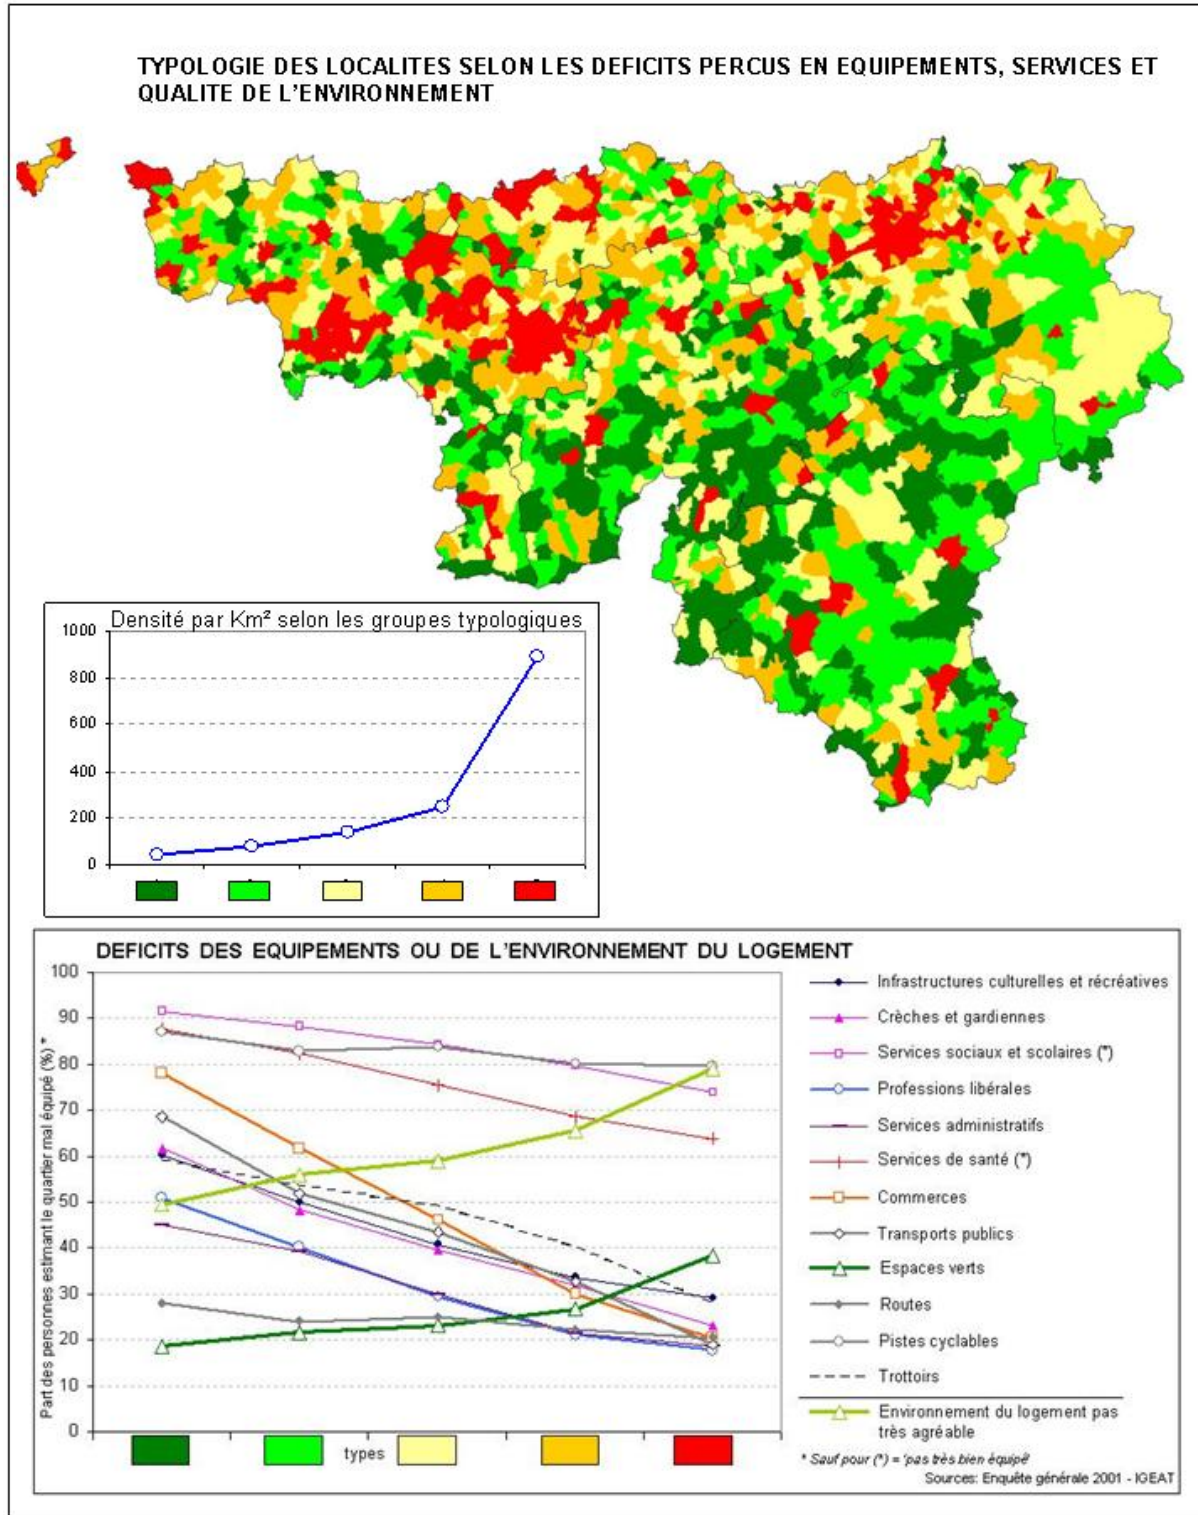 TYPOLOGIE DES LOCALITES SELON LES DEFICITS PERCUS EN EQUIPEMENTS, SERVICES ET
QUALITE DE L'ENVIRONNEMENT
Densité par Km² selon les groupes typologiques
1000
800
600
400
200
0
DEFICITS DES EQUIPEMENTS OU DE L'ENVIRONNEMENT DU LOGEMENT
Part des personnes estimant le quartier mal équipé (%) *
100
90
80
70
60
50
40
30
20
10
0
types
Infrastructures culturelles et récréatives
Crèches et gardiennes
Services sociaux et scolaires (*)
Professions libérales
Services administratifs
Services de santé (*)
Commerces
Transports publics
Espaces verts
Routes
Pistes cyclables
Trottoirs
Environnement du logement pas
très agréable
* Sauf pour (*) = 'pas très bien équipé'
Sources: Enquête générale 2001 - IGEAT